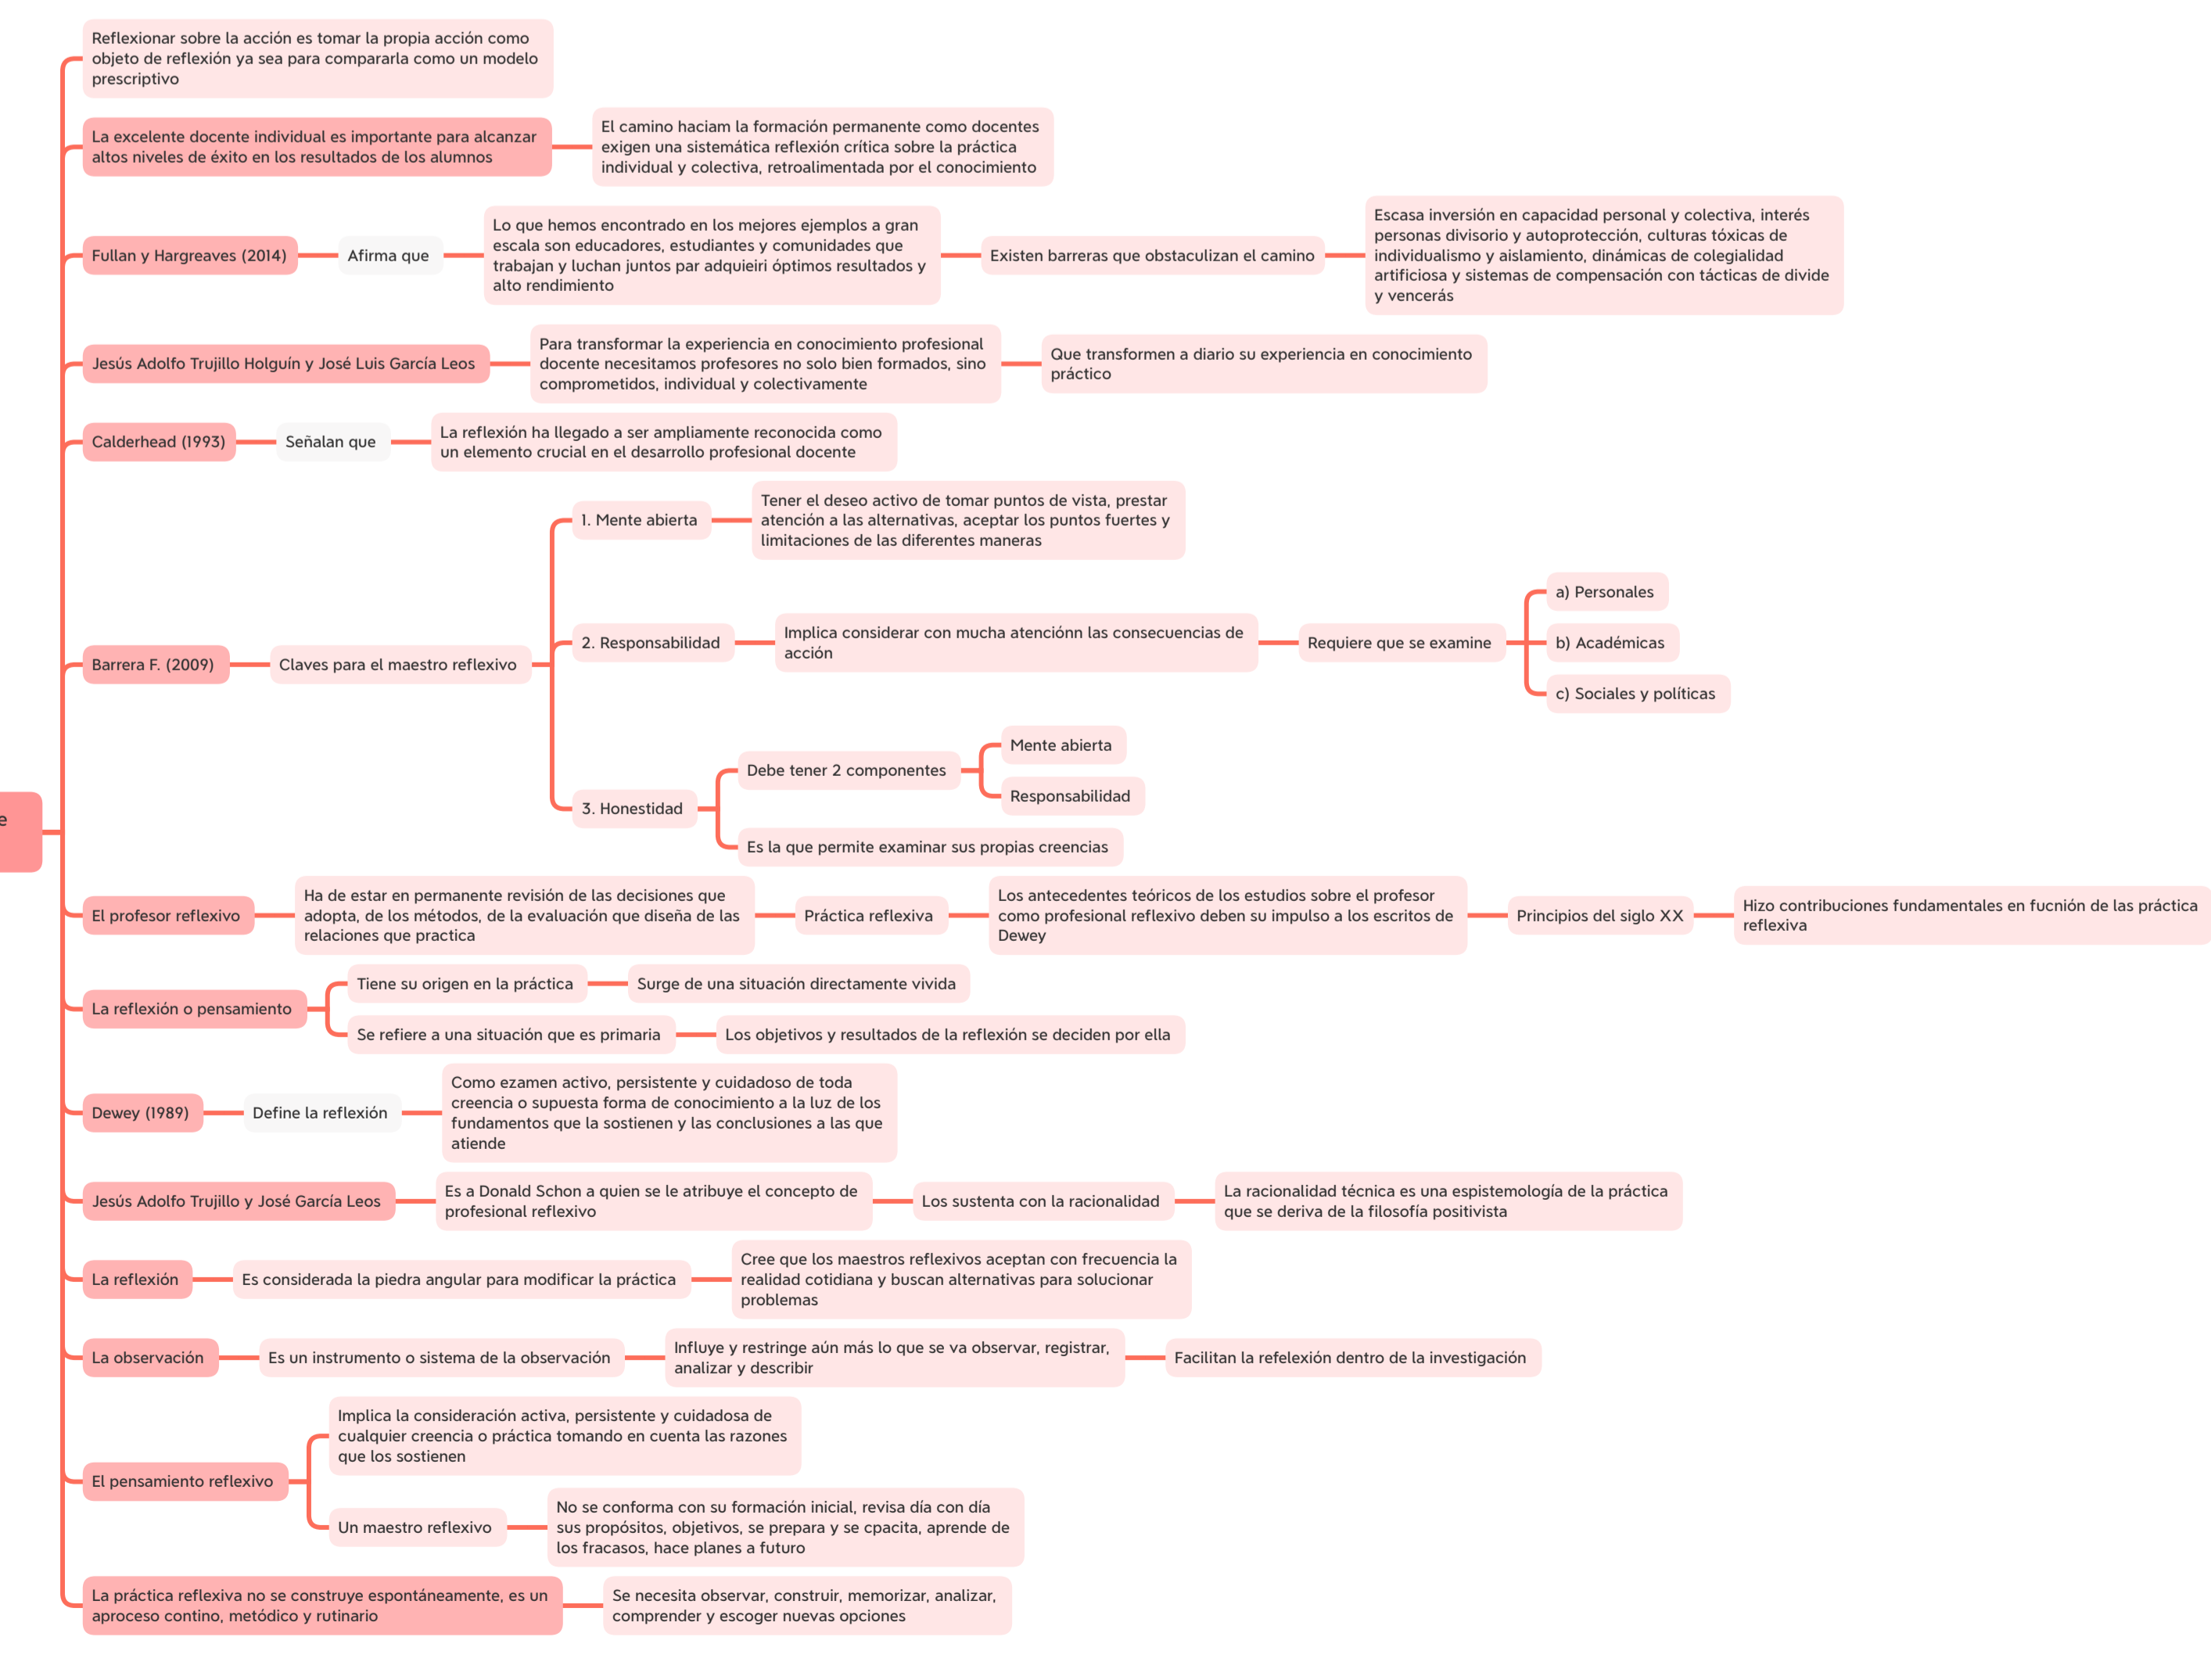 Reflexionar sobre la acción es tomar la propia acción como
objeto de reflexión ya sea para compararla como un modelo
prescriptivo
La excelente docente individual es importante para alcanzar
altos niveles de éxito en los resultados de los alumnos
El camino haciam la formación permanente como docentes
exigen una sistemática reflexión crítica sobre la práctica
individual y colectiva, retroalimentada por el conocimiento
Fullan y Hargreaves (2014)
Afirma que
Lo que hemos encontrado en los mejores ejemplos a gran
escala son educadores, estudiantes y comunidades que
trabajan y luchan juntos par adquieiri óptimos resultados y
alto rendimiento
Existen barreras que obstaculizan el camino
Escasa inversión en capacidad personal y colectiva, interés
personas divisorio y autoprotección, culturas tóxicas de
individualismo y aislamiento, dinámicas de colegialidad
artificiosa y sistemas de compensación con tácticas de divide
y vencerás
Jesús Adolfo Trujillo Holguín y José Luis García Leos
Para transformar la experiencia en conocimiento profesional
docente necesitamos profesores no solo bien formados, sino
comprometidos, individual y colectivamente
Que transformen a diario su experiencia en conocimiento
práctico
Calderhead (1993)
Señalan que
La reflexión ha llegado a ser ampliamente reconocida como
un elemento crucial en el desarrollo profesional docente
Barrera F. (2009)
Claves para el maestro reflexivo
1. Mente abierta
Tener el deseo activo de tomar puntos de vista, prestar
atención a las alternativas, aceptar los puntos fuertes y
limitaciones de las diferentes maneras
2. Responsabilidad
Implica considerar con mucha atenciónn las consecuencias de
acción
Requiere que se examine
a) Personales
b) Académicas
c) Sociales y políticas
3. Honestidad
Debe tener 2 componentes
Mente abierta
Responsabilidad
Es la que permite examinar sus propias creencias
e
El profesor reflexivo
Ha de estar en permanente revisión de las decisiones que
adopta, de los métodos, de la evaluación que diseña de las
relaciones que practica
Práctica reflexiva
Los antecedentes teóricos de los estudios sobre el profesor
como profesional reflexivo deben su impulso a los escritos de
Dewey
Principios del siglo XX
Hizo contribuciones fundamentales en fucnión de las práctica
reflexiva
La reflexión o pensamiento
Tiene su origen en la práctica
Surge de una situación directamente vivida
Se refiere a una situación que es primaria
Los objetivos y resultados de la reflexión se deciden por ella
Dewey (1989)
Define la reflexión
Como ezamen activo, persistente y cuidadoso de toda
creencia o supuesta forma de conocimiento a la luz de los
fundamentos que la sostienen y las conclusiones a las que
atiende
Jesús Adolfo Trujillo y José García Leos
Es a Donald Schon a quien se le atribuye el concepto de
profesional reflexivo
Los sustenta con la racionalidad
La racionalidad técnica es una espistemología de la práctica
que se deriva de la filosofía positivista
La reflexión
Es considerada la piedra angular para modificar la práctica
Cree que los maestros reflexivos aceptan con frecuencia la
realidad cotidiana y buscan alternativas para solucionar
problemas
La observación
Es un instrumento o sistema de la observación
Influye y restringe aún más lo que se va observar, registrar,
analizar y describir
Facilitan la refelexión dentro de la investigación
El pensamiento reflexivo
Implica la consideración activa, persistente y cuidadosa de
cualquier creencia o práctica tomando en cuenta las razones
que los sostienen
Un maestro reflexivo
No se conforma con su formación inicial, revisa día con día
sus propósitos, objetivos, se prepara y se cpacita, aprende de
los fracasos, hace planes a futuro
La práctica reflexiva no se construye espontáneamente, es un
aproceso contino, metódico y rutinario
Se necesita observar, construir, memorizar, analizar,
comprender y escoger nuevas opciones